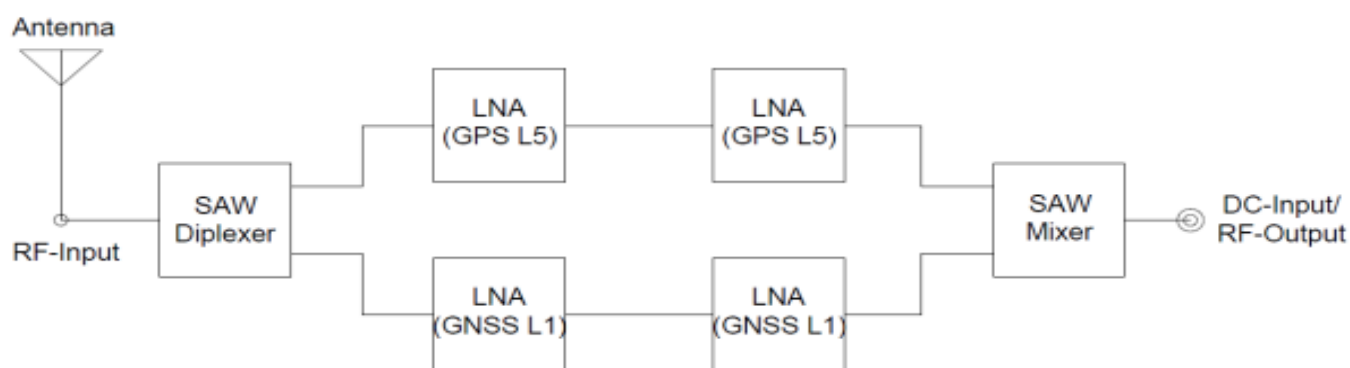 Antenna
LNA
(GPS L5)
LNA
(GPS L5)
SAW
Diplexer
SAW
Mixer
DC-Input/
RF-Output
RF-Input
LNA
(GNSS L1)
LNA
(GNSS L1)